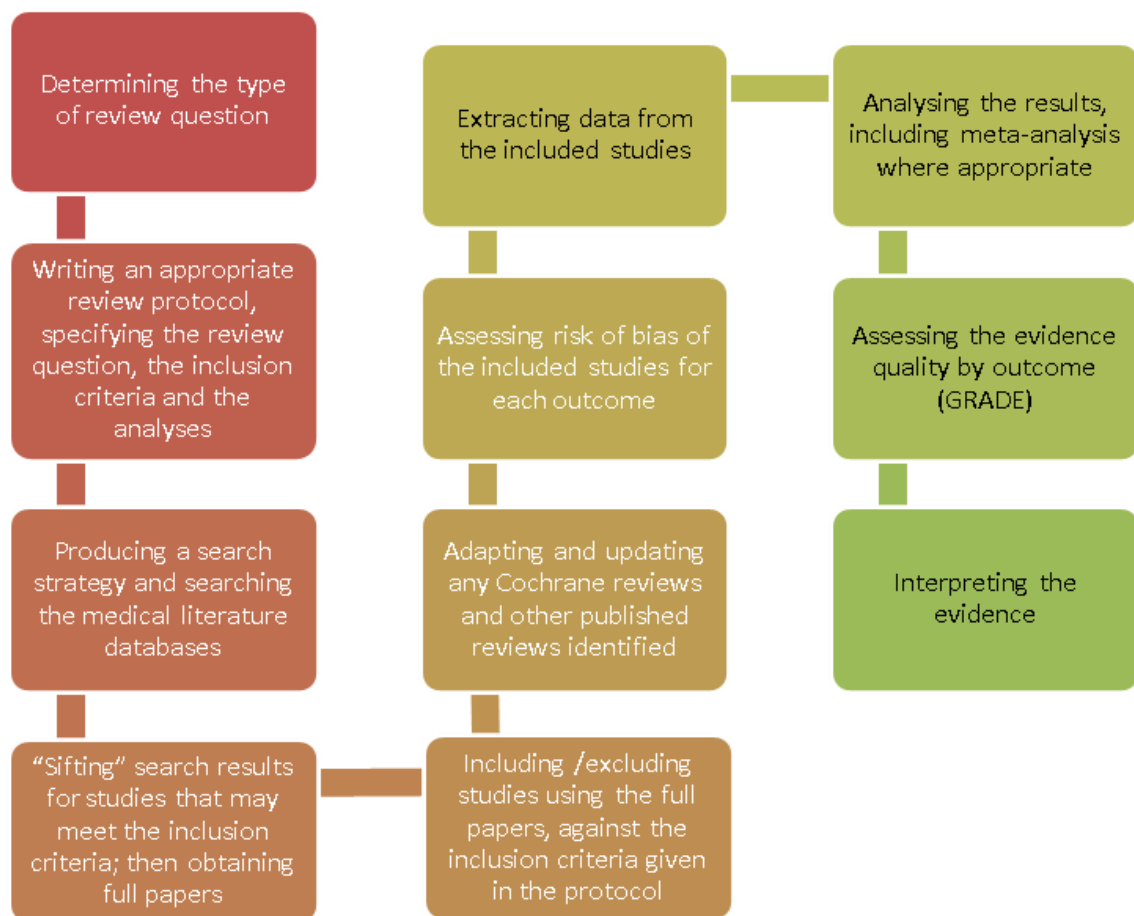 Determining the type
of review question
Writing an appropriate
review protocol,
specifying the review
question, the inclusion
criteria and the
analyses
Producing a search
strategy and searching
the medical literature
databases
“Sifting” search results
for studies that may
meet the inclusion
criteria; then obtaining
full papers
Including /excluding
studies using the full
papers, against the
inclusion criteria given
in the protocol
Adapting and updating
any Cochrane reviews
and other published
reviews identified
Assessing risk of bias of
the included studies for
each outcome
Extracting data from
the included studies
Analysing the results,
including meta-analysis
where appropriate
Assessing the evidence
quality by outcome
(GRADE)
Interpreting the
evidence